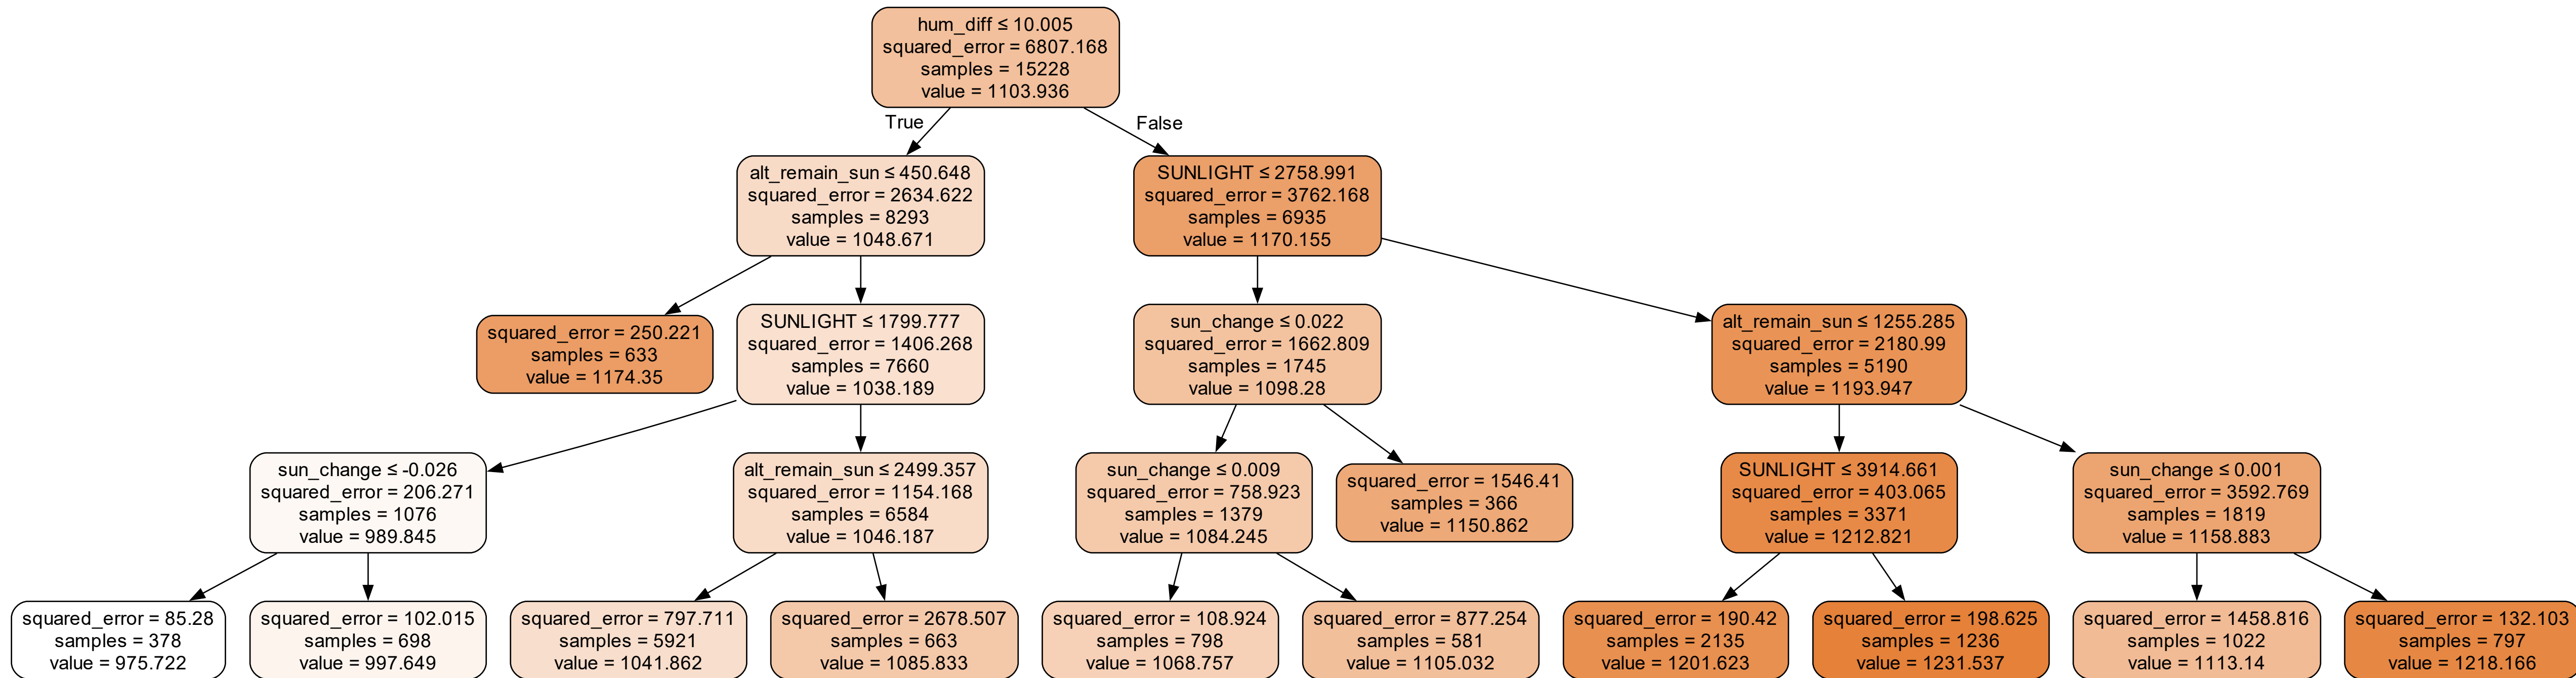 hum_diff ≤ 10.005
squared_error = 6807.168
samples = 15228
value = 1103.936
True
False
alt_remain_sun ≤ 450.648
squared_error = 2634.622
samples = 8293
value = 1048.671
SUNLIGHT ≤ 2758.991
squared_error = 3762.168
samples = 6935
value = 1170.155
squared_error = 250.221
samples = 633
value = 1174.35
SUNLIGHT ≤ 1799.777
squared_error = 1406.268
samples = 7660
value = 1038.189
sun_change ≤ 0.022
squared_error = 1662.809
samples = 1745
value = 1098.28
alt_remain_sun ≤ 1255.285
squared_error = 2180.99
samples = 5190
value = 1193.947
sun_change ≤ -0.026
squared_error = 206.271
samples = 1076
value = 989.845
alt_remain_sun ≤ 2499.357
squared_error = 1154.168
samples = 6584
value = 1046.187
sun_change ≤ 0.009
squared_error = 758.923
samples = 1379
value = 1084.245
squared_error = 1546.41
samples = 366
value = 1150.862
SUNLIGHT ≤ 3914.661
squared_error = 403.065
samples = 3371
value = 1212.821
sun_change ≤ 0.001
squared_error = 3592.769
samples = 1819
value = 1158.883
squared_error = 85.28
samples = 378
value = 975.722
squared_error = 102.015
samples = 698
value = 997.649
squared_error = 797.711
samples = 5921
value = 1041.862
squared_error = 2678.507
samples = 663
value = 1085.833
squared_error = 108.924
samples = 798
value = 1068.757
squared_error = 877.254
samples = 581
value = 1105.032
squared_error = 190.42
samples = 2135
value = 1201.623
squared_error = 198.625
samples = 1236
value = 1231.537
squared_error = 1458.816
samples = 1022
value = 1113.14
squared_error = 132.103
samples = 797
value = 1218.166